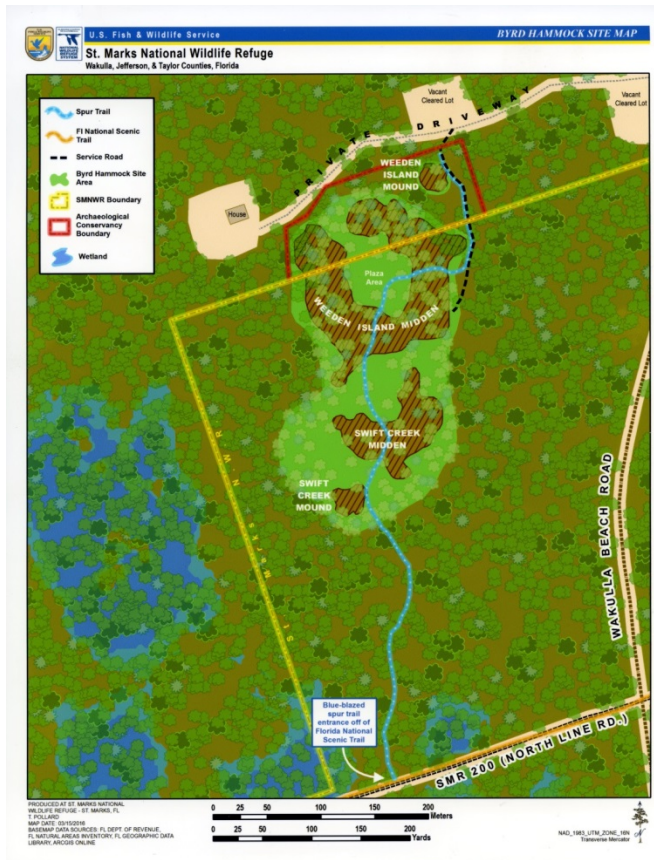 U.S. Fish & Wildlife Service
BYRD HAMMOCK SITE MAP
St. Marks National Wildlife Refuge
Wakulla, Jefferson, & Taylor Counties, Florida
Spur Trail
Fl National Scenic
Trail
Service Road
Byrd Hammock Site
Area
SMNWR Boundary
Archaeological
Conservancy
Boundary
Wetland
Vacant
Cleared Lot
Vacant
Cleared Lot
PRIVATE DRIVEWAY
House
WEEDEN
ISLAND
MOUND
Plaza
Area
WEEDEN ISLAND MIDDEN
SWIFT CREEK
MIDDEN
SWIFT
CREEK
MOUND
St Marks NWR
WAKULLA BEACH ROAD
Blue-blazed
spur trail
entrance off of
Florida National
Scenic Trail
SMR 200 (NORTH LINE RD.)
PRODUCED AT ST. MARKS NATIONAL
WILDLIFE REFUGE - ST. MARKS, FL
T. POLLARD
MAP DATE: 03/15/2016
BASEMAP DATA SOURCES: FL DEPT. OF REVENUE,
FL NATURAL AREAS INVENTORY, FL GEOGRAPHIC DATA
LIBRARY, ARCGIS ONLINE
0 25 50 100 150 200
Meters
0 25 50 100 150 200
Yards
NAD_1983_UTM_ZONE_16N
Transverse Mercator